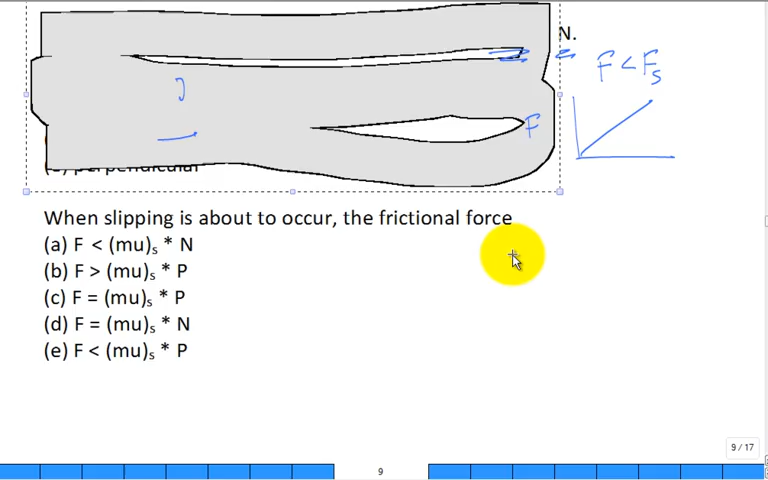 N.
F < Fs
F
When slipping is about to occur, the frictional force
(a) F < (mu)s * N
(b) F > (mu)s * P
(c) F = (mu)s * P
(d) F = (mu)s * N
(e) F < (mu)s * P
9 / 17
9